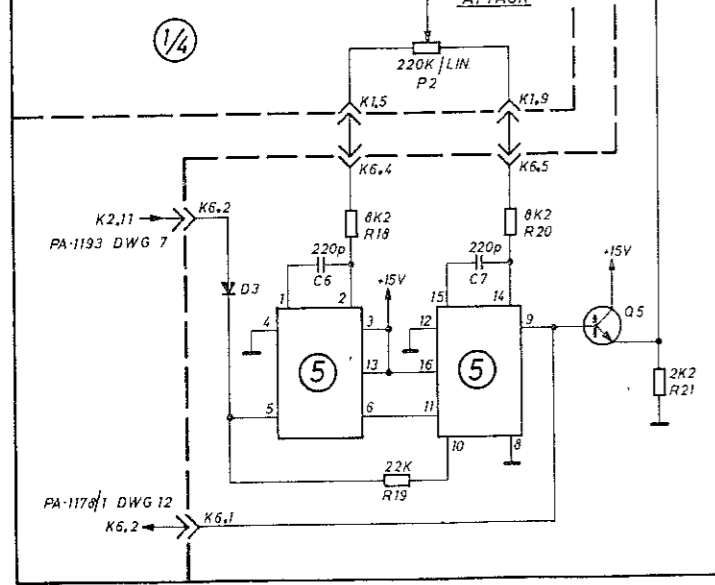 ATTACK
1/4
220K/LIN.
P2
K1.5
K1.9
K6.4
K6.5
K2.11
K6.2
PA-1193 DWG 7
8K2
R18
8K2
R20
220p
C6
220p
C7
+15V
+15V
D3
1
2
15
14
4
3
12
9
Q5
5
13
16
5
5
6
11
10
8
2K2
R21
22K
R19
PA-1178/1 DWG 12
K6.2
K6.1